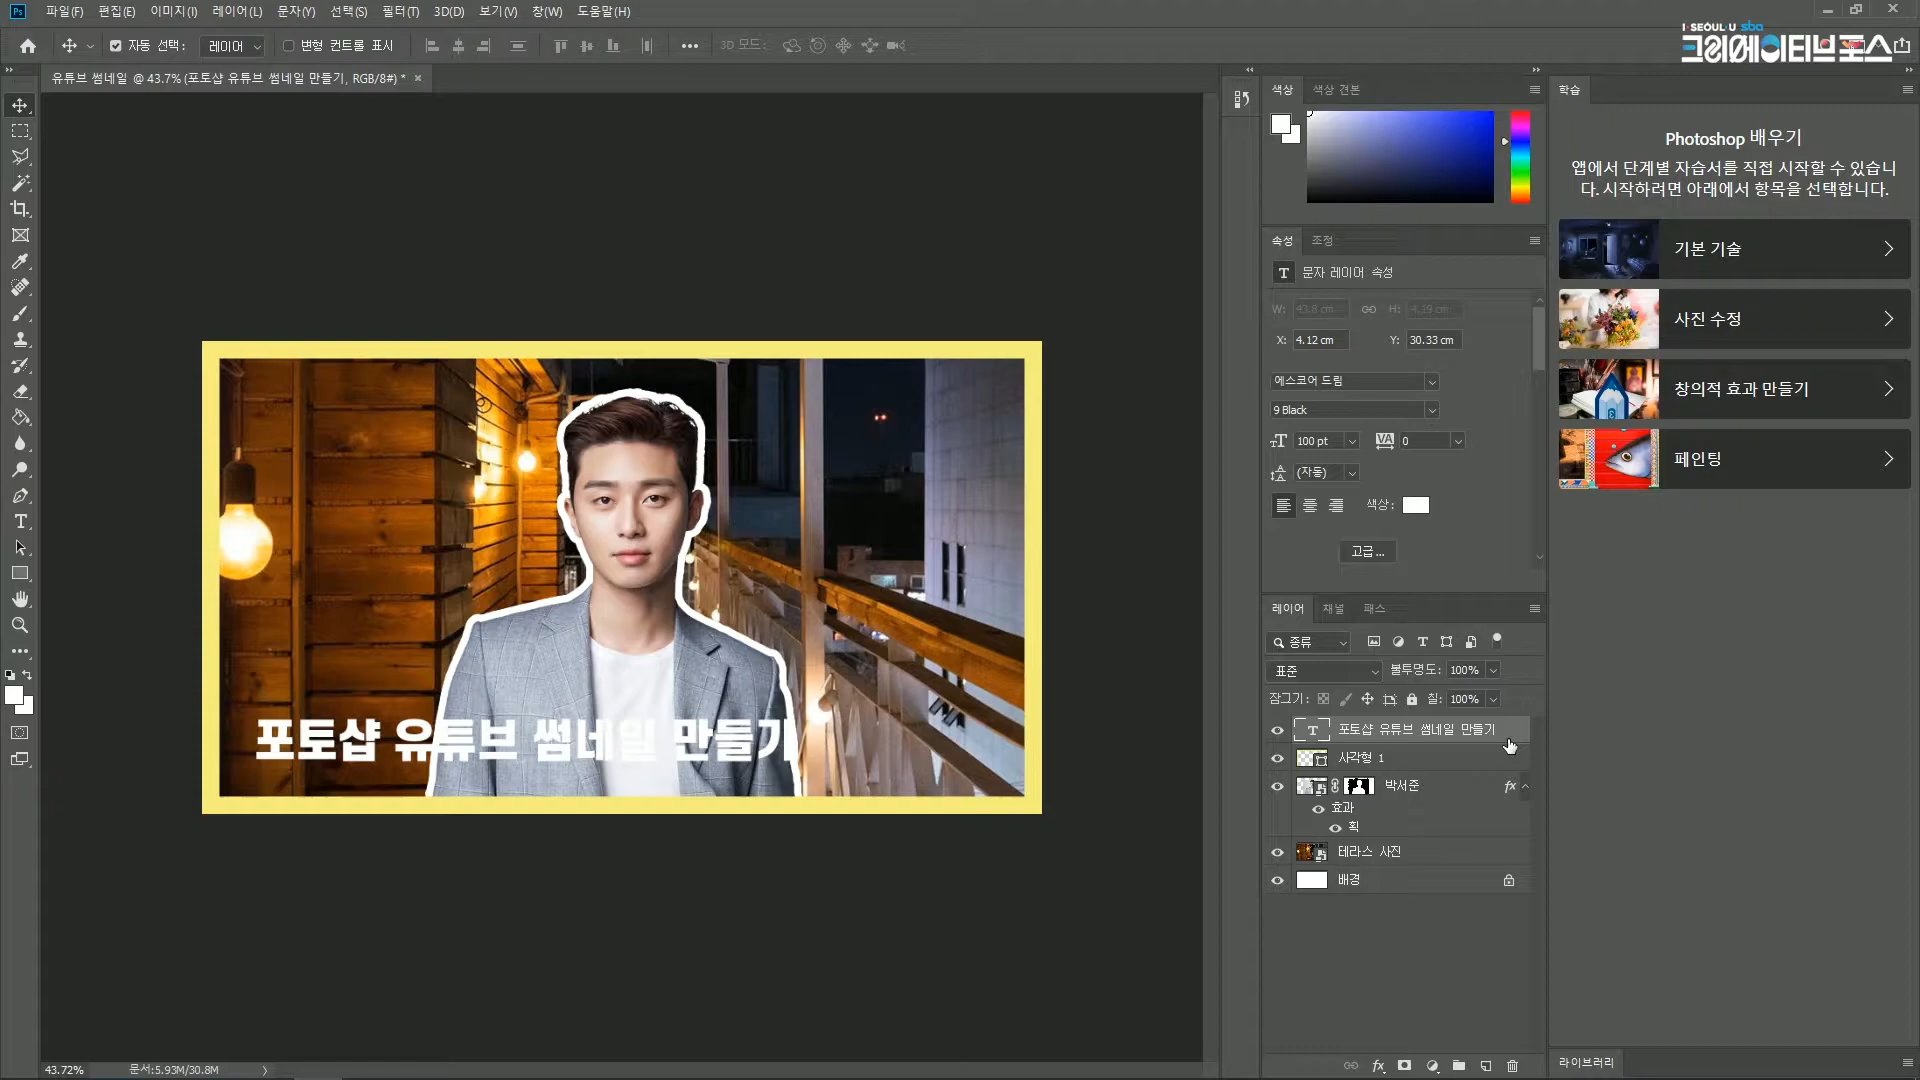 파일(F) 편집(E) 이미지(I) 레이어(L) 문자(Y) 선택(S) 필터(T) 3D(D) 보기(V) 창(W) 도움말(H)
I·SEOUL·U sba
크리에이티브포스
자동 선택: 레이어 변형 컨트롤 표시 3D 모드:
유튜브 썸네일 @ 43.7% (포토샵 유튜브 썸네일 만들기, RGB/8#) *
색상 색상 견본
학습
Photoshop 배우기
앱에서 단계별 자습서를 직접 시작할 수 있습니
다. 시작하려면 아래에서 항목을 선택합니다.
기본 기술
사진 수정
창의적 효과 만들기
페인팅
속성 조정
T 문자 레이어 속성
W: 43.8 cm H: 4.19 cm
X: 4.12 cm Y: 30.33 cm
에스코어 드림
9 Black
100 pt VA 0
(자동)
색상:
고급...
레이어 채널 패스
종류
표준 불투명도: 100%
잠그기: 칠: 100%
T 포토샵 유튜브 썸네일 만들기
사각형 1
박서준 fx
효과
획
테라스 사진
배경
포토샵 유튜브 썸네일 만들기
43.72% 문서:5.93M/30.8M
fx
라이브러리